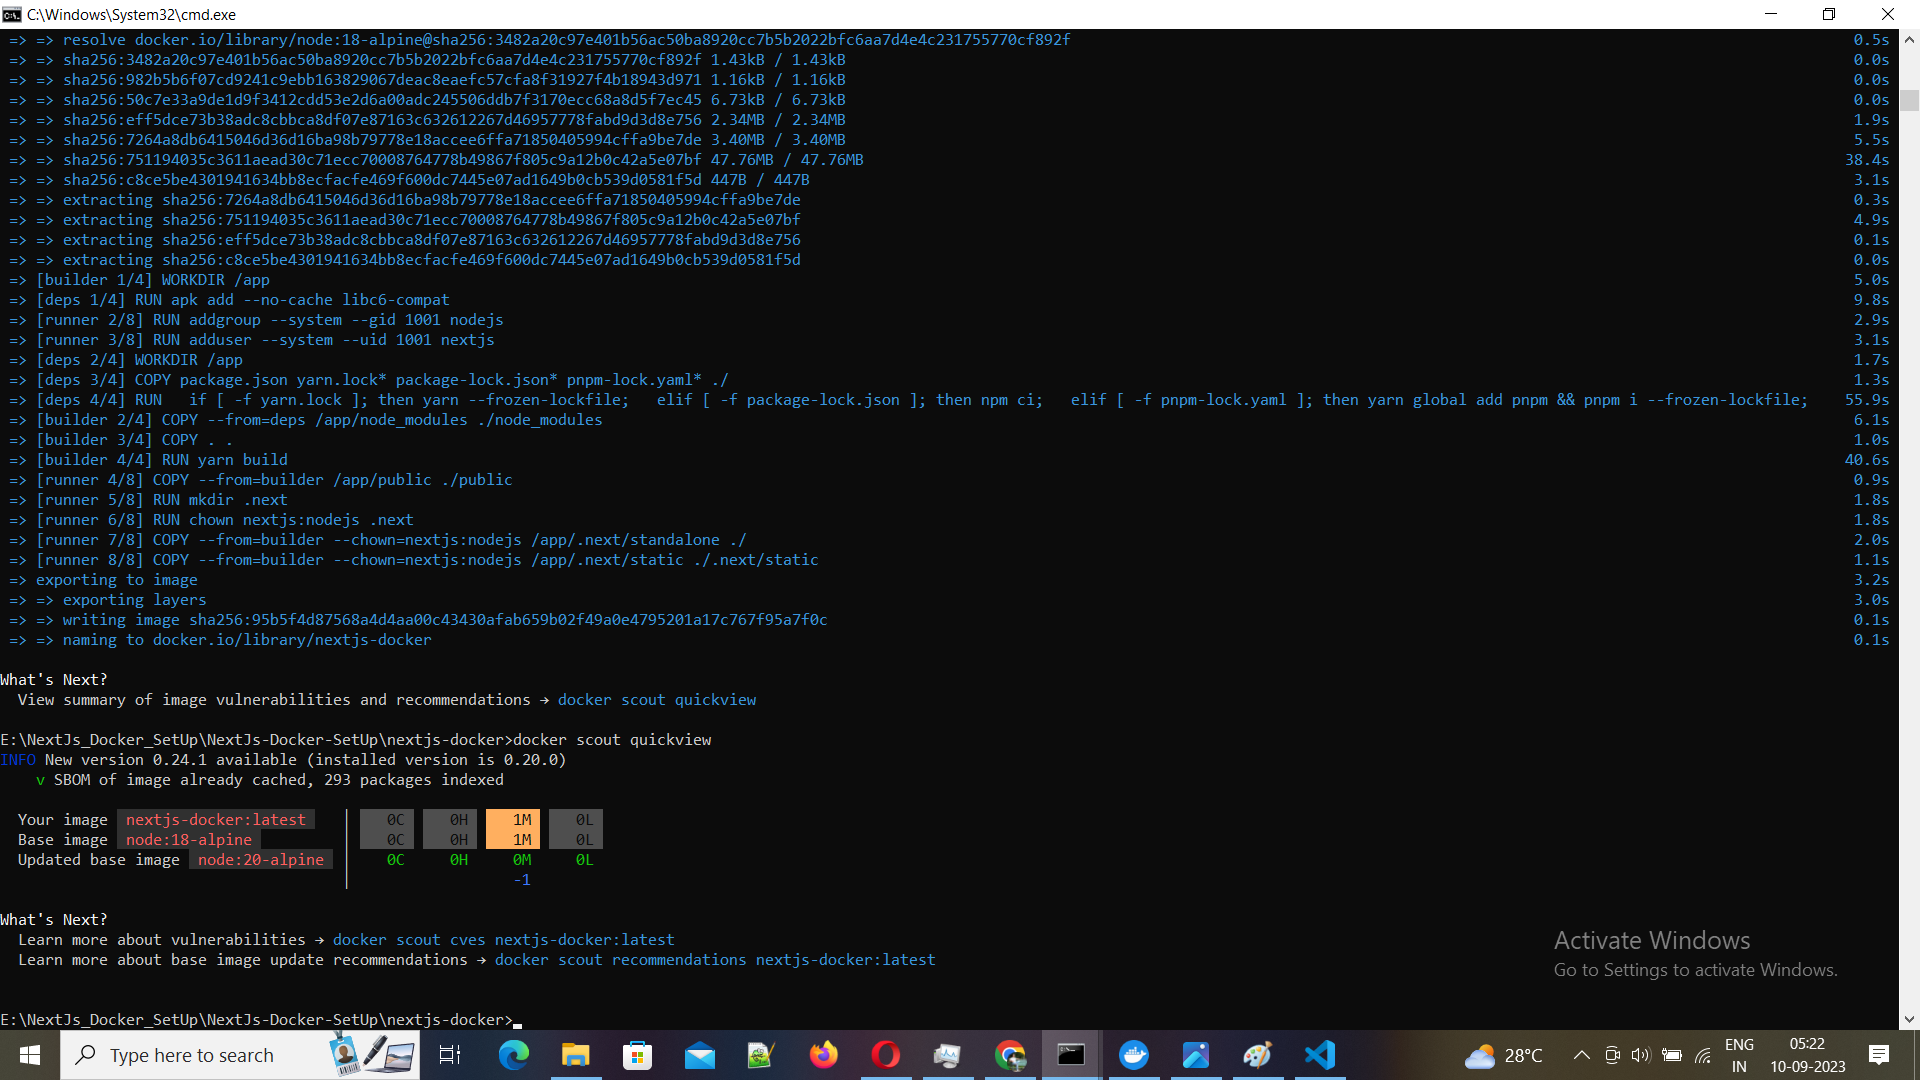 C:\Windows\System32\cmd.exe
=> => resolve docker.io/library/node:18-alpine@sha256:3482a20c97e401b56ac50ba8920cc7b5b2022bfc6aa7d4e4c231755770cf892f 0.5s
=> => sha256:3482a20c97e401b56ac50ba8920cc7b5b2022bfc6aa7d4e4c231755770cf892f 1.43kB / 1.43kB 0.0s
=> => sha256:982b5b6f07cd9241c9ebb163829067deac8eaefc57cfa8f31927f4b18943d971 1.16kB / 1.16kB 0.0s
=> => sha256:50c7e33a9de1d9f3412cdd53e2d6a00adc245506ddb7f3170ecc68a8d5f7ec45 6.73kB / 6.73kB 0.0s
=> => sha256:eff5dce73b38adc8cbbca8df07e87163c632612267d46957778fabd9d3d8e756 2.34MB / 2.34MB 1.9s
=> => sha256:7264a8db6415046d36d16ba98b79778e18accee6ffa71850405994cffa9be7de 3.40MB / 3.40MB 5.5s
=> => sha256:751194035c3611aead30c71ecc70008764778b49867f805c9a12b0c42a5e07bf 47.76MB / 47.76MB 38.4s
=> => sha256:c8ce5be4301941634bb8ecfacfe469f600dc7445e07ad1649b0cb539d0581f5d 447B / 447B 3.1s
=> => extracting sha256:7264a8db6415046d36d16ba98b79778e18accee6ffa71850405994cffa9be7de 0.3s
=> => extracting sha256:751194035c3611aead30c71ecc70008764778b49867f805c9a12b0c42a5e07bf 4.9s
=> => extracting sha256:eff5dce73b38adc8cbbca8df07e87163c632612267d46957778fabd9d3d8e756 0.1s
=> => extracting sha256:c8ce5be4301941634bb8ecfacfe469f600dc7445e07ad1649b0cb539d0581f5d 0.0s
=> [builder 1/4] WORKDIR /app 5.0s
=> [deps 1/4] RUN apk add --no-cache libc6-compat 9.8s
=> [runner 2/8] RUN addgroup --system --gid 1001 nodejs 2.9s
=> [runner 3/8] RUN adduser --system --uid 1001 nextjs 3.1s
=> [deps 2/4] WORKDIR /app 1.7s
=> [deps 3/4] COPY package.json yarn.lock* package-lock.json* pnpm-lock.yaml* ./ 1.3s
=> [deps 4/4] RUN   if [ -f yarn.lock ]; then yarn --frozen-lockfile;   elif [ -f package-lock.json ]; then npm ci;   elif [ -f pnpm-lock.yaml ]; then yarn global add pnpm && pnpm i --frozen-lockfile; 55.9s
=> [builder 2/4] COPY --from=deps /app/node_modules ./node_modules 6.1s
=> [builder 3/4] COPY . . 1.0s
=> [builder 4/4] RUN yarn build 40.6s
=> [runner 4/8] COPY --from=builder /app/public ./public 0.9s
=> [runner 5/8] RUN mkdir .next 1.8s
=> [runner 6/8] RUN chown nextjs:nodejs .next 1.8s
=> [runner 7/8] COPY --from=builder --chown=nextjs:nodejs /app/.next/standalone ./ 2.0s
=> [runner 8/8] COPY --from=builder --chown=nextjs:nodejs /app/.next/static ./.next/static 1.1s
=> exporting to image 3.2s
=> => exporting layers 3.0s
=> => writing image sha256:95b5f4d87568a4d4aa00c43430afab659b02f49a0e4795201a17c767f95a7f0c 0.1s
=> => naming to docker.io/library/nextjs-docker 0.1s
What's Next?
View summary of image vulnerabilities and recommendations → docker scout quickview
E:\NextJs_Docker_SetUp\NextJs-Docker-SetUp\nextjs-docker>docker scout quickview
INFO New version 0.24.1 available (installed version is 0.20.0)
v SBOM of image already cached, 293 packages indexed
Your image nextjs-docker:latest 0C 0H 1M 0L
Base image node:18-alpine 0C 0H 1M 0L
Updated base image node:20-alpine 0C 0H 0M 0L
-1
What's Next?
Learn more about vulnerabilities → docker scout cves nextjs-docker:latest
Learn more about base image update recommendations → docker scout recommendations nextjs-docker:latest
Activate Windows
Go to Settings to activate Windows.
E:\NextJs_Docker_SetUp\NextJs-Docker-SetUp\nextjs-docker>
Type here to search
28°C
ENG
IN
05:22
10-09-2023